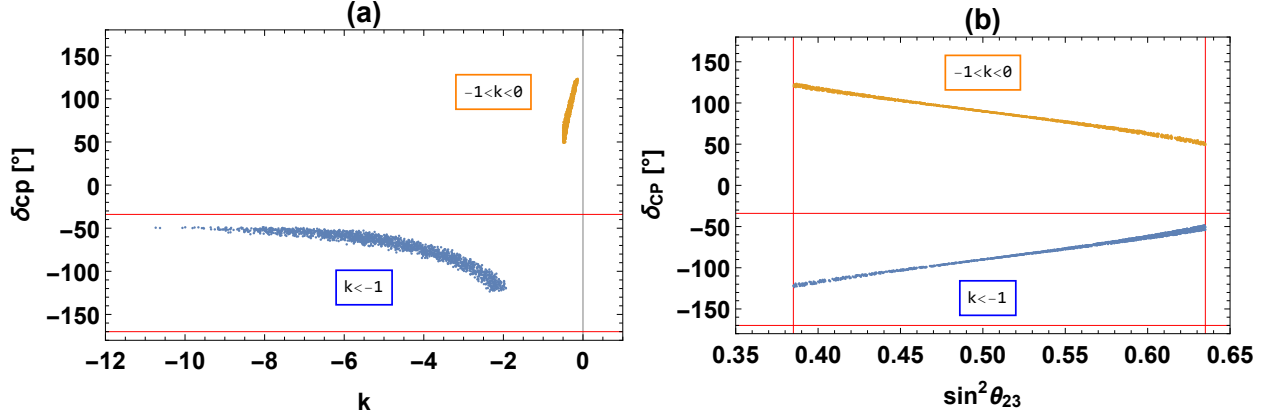 (a)
150
100
50
0
−50
−100
−150
δcp [°]
−1<k<0
k<−1
−12 −10 −8 −6 −4 −2 0
k
(b)
150
100
50
0
−50
−100
−150
δCP [°]
−1<k<0
k<−1
0.35 0.40 0.45 0.50 0.55 0.60 0.65
sin²θ₂₃